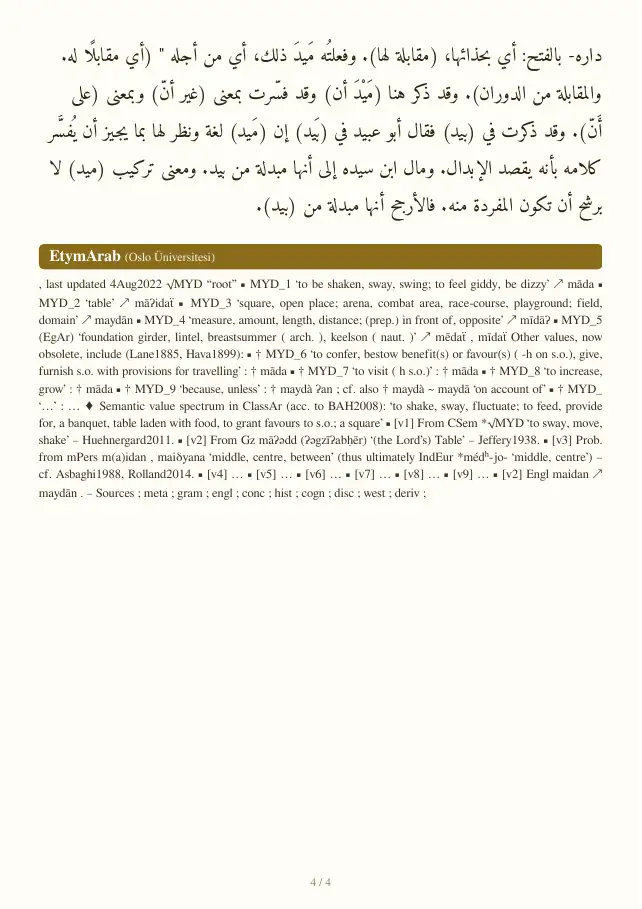 داره- بالفتح: أي بحذائها، (مقابلة لها). وفعلتُه مَيدَ ذلك، أي من أجله " (أي مقابلًا له.
والمقابلة من الدوران). وقد ذكر هنا (مَيْدَ أن) وقد فسّرت بمعنى (غير أنّ) وبمعنى (على
أنّ). وقد ذكرت في (بيد) فقال أبو عبيد في (بَيد) إن (مَيد) لغة ونظر لها بما يجيز أن يُفسَّر
كلامه بأنه يقصد الإبدال. ومال ابن سيده إلى أنها مبدلة من بيد. ومعنى تركيب (ميد) لا
يرشح أن تكون المفردة منه. فالأرجح أنها مبدلة من (بيد).
EtymArab (Oslo Üniversitesi)
, last updated 4Aug2022 √MYD “root” ▪ MYD_1 ‘to be shaken, sway, swing; to feel giddy, be dizzy’ ↗ māda ▪
MYD_2 ‘table’ ↗ māʔidaẗ ▪ MYD_3 ‘square, open place; arena, combat area, race-course, playground; field,
domain’ ↗ maydān ▪ MYD_4 ‘measure, amount, length, distance; (prep.) in front of, opposite’ ↗ mīdāʔ ▪ MYD_5
(EgAr) ‘foundation girder, lintel, breastsummer ( arch. ), keelson ( naut. )’ ↗ mēdaẗ , mīdaẗ Other values, now
obsolete, include (Lane1885, Hava1899): ▪ † MYD_6 ‘to confer, bestow benefit(s) or favour(s) ( -h on s.o.), give,
furnish s.o. with provisions for travelling’ : † māda ▪ † MYD_7 ‘to visit ( h s.o.)’ : † māda ▪ † MYD_8 ‘to increase,
grow’ : † māda ▪ † MYD_9 ‘because, unless’ : † maydà ʔan ; cf. also † maydà ~ maydā ‘on account of’ ▪ † MYD_
‘…’ : … ♦ Semantic value spectrum in ClassAr (acc. to BAH2008): ‘to shake, sway, fluctuate; to feed, provide
for, a banquet, table laden with food, to grant favours to s.o.; a square’ ▪ [v1] From CSem *√MYD ‘to sway, move,
shake’ – Huehnergard2011. ▪ [v2] From Gz māʔədd (ʔəgzīʔabḥēr) ‘(the Lord’s) Table’ – Jeffery1938. ▪ [v3] Prob.
from mPers m(a)idan , maiδyana ‘middle, centre, between’ (thus ultimately IndEur *médʰ-jo- ‘middle, centre’) –
cf. Asbaghi1988, Rolland2014. ▪ [v4] … ▪ [v5] … ▪ [v6] … ▪ [v7] … ▪ [v8] … ▪ [v9] … ▪ [v2] Engl maidan ↗
maydān . – Sources ; meta ; gram ; engl ; conc ; hist ; cogn ; disc ; west ; deriv ;
4 / 4